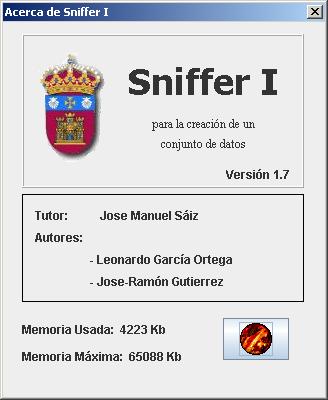 Acerca de Sniffer I
Sniffer I
para la creación de un
conjunto de datos
Versión 1.7
Tutor: Jose Manuel Sáiz
Autores:
- Leonardo García Ortega
- Jose-Ramón Gutierrez
Memoria Usada: 4223 Kb
Memoria Máxima: 65088 Kb